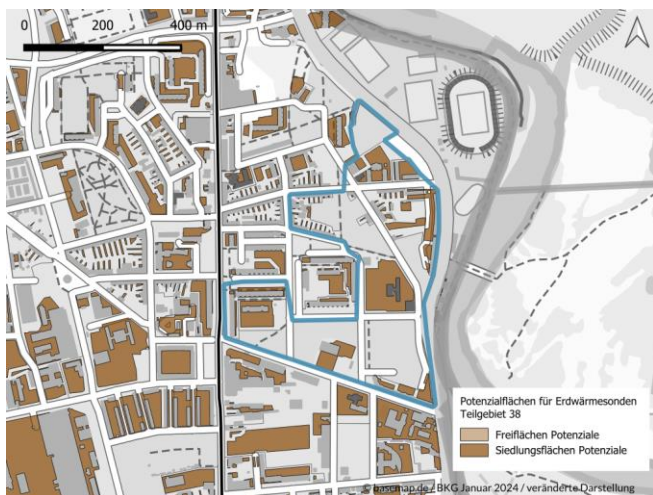 0 200 400 m
Potenzialflächen für Erdwärmesonden
Teilgebiet 38
Freiflächen Potenziale
Siedlungsflächen Potenziale
© basemap.de / BKG Januar 2024 / veränderte Darstellung